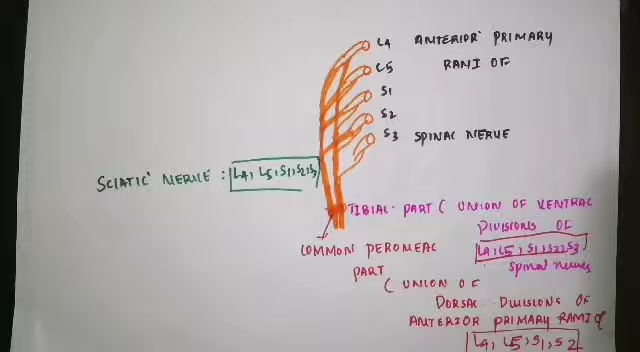 L4 ANTERIOR PRIMARY
L5 RAMI OF
S1
S2
S3 SPINAL NERVE
SCIATIC NERVE : L4, L5, S1, S2, S3
TIBIAL PART ( UNION OF VENTRAL
DIVISIONS OF
L4, L5, S1, S2, S3
spinal nerves
COMMON PERONEAL
PART
( UNION OF
DORSAL DIVISIONS OF
ANTERIOR PRIMARY RAMI OF
L4, L5, S1, S2